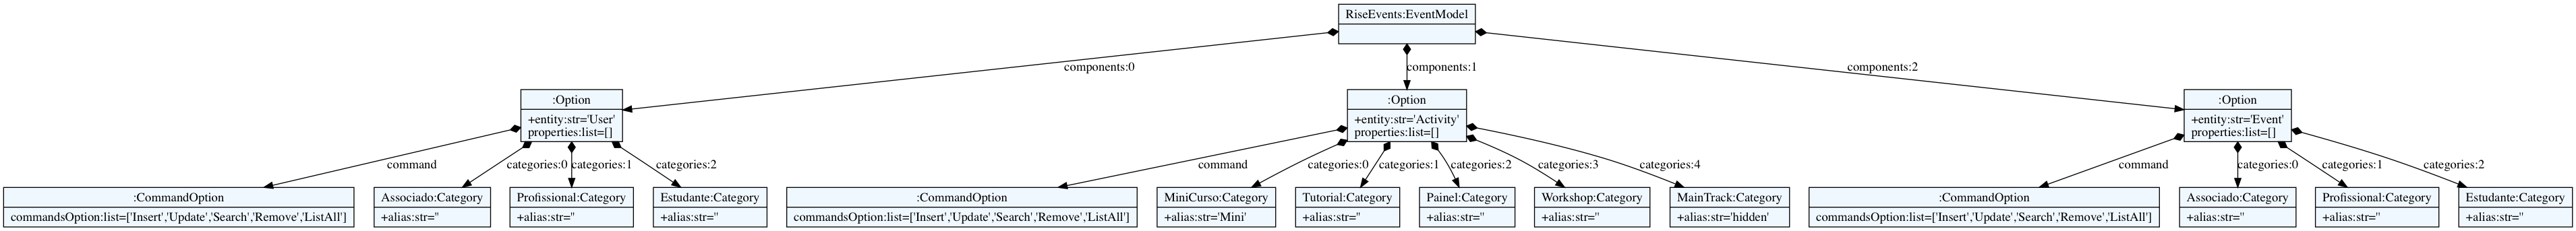 RiseEvents:EventModel
components:0
components:1
components:2
:Option
+entity:str='User'
properties:list=[]
:Option
+entity:str='Activity'
properties:list=[]
:Option
+entity:str='Event'
properties:list=[]
command
categories:0
categories:1
categories:2
command
categories:0
categories:1
categories:2
categories:3
categories:4
command
categories:0
categories:1
categories:2
:CommandOption
commandsOption:list=['Insert','Update','Search','Remove','ListAll']
Associado:Category
+alias:str=''
Profissional:Category
+alias:str=''
Estudante:Category
+alias:str=''
:CommandOption
commandsOption:list=['Insert','Update','Search','Remove','ListAll']
MiniCurso:Category
+alias:str='Mini'
Tutorial:Category
+alias:str=''
Painel:Category
+alias:str=''
Workshop:Category
+alias:str=''
MainTrack:Category
+alias:str='hidden'
:CommandOption
commandsOption:list=['Insert','Update','Search','Remove','ListAll']
Associado:Category
+alias:str=''
Profissional:Category
+alias:str=''
Estudante:Category
+alias:str=''